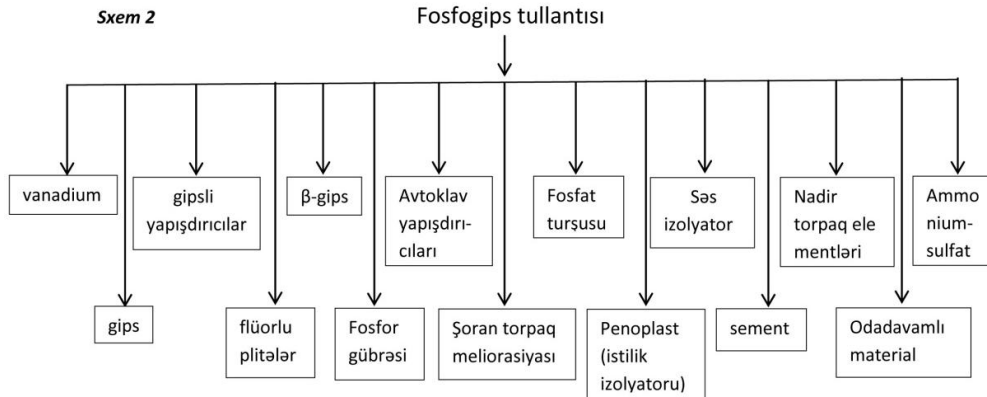 Sxem 2
Fosfogips tullantısı
vanadium
gipsli
yapışdırıcılar
β-gips
Avtoklav
yapışdırı-
cıları
Fosfat
turşusu
Səs
izolyator
Nadir
torpaq ele
mentləri
Ammo
nium-
sulfat
gips
flüorlu
plitələr
Fosfor
gübrəsi
Şoran torpaq
meliorasiyası
Penoplast
(istilik
izolyatoru)
sement
Odadavamlı
material